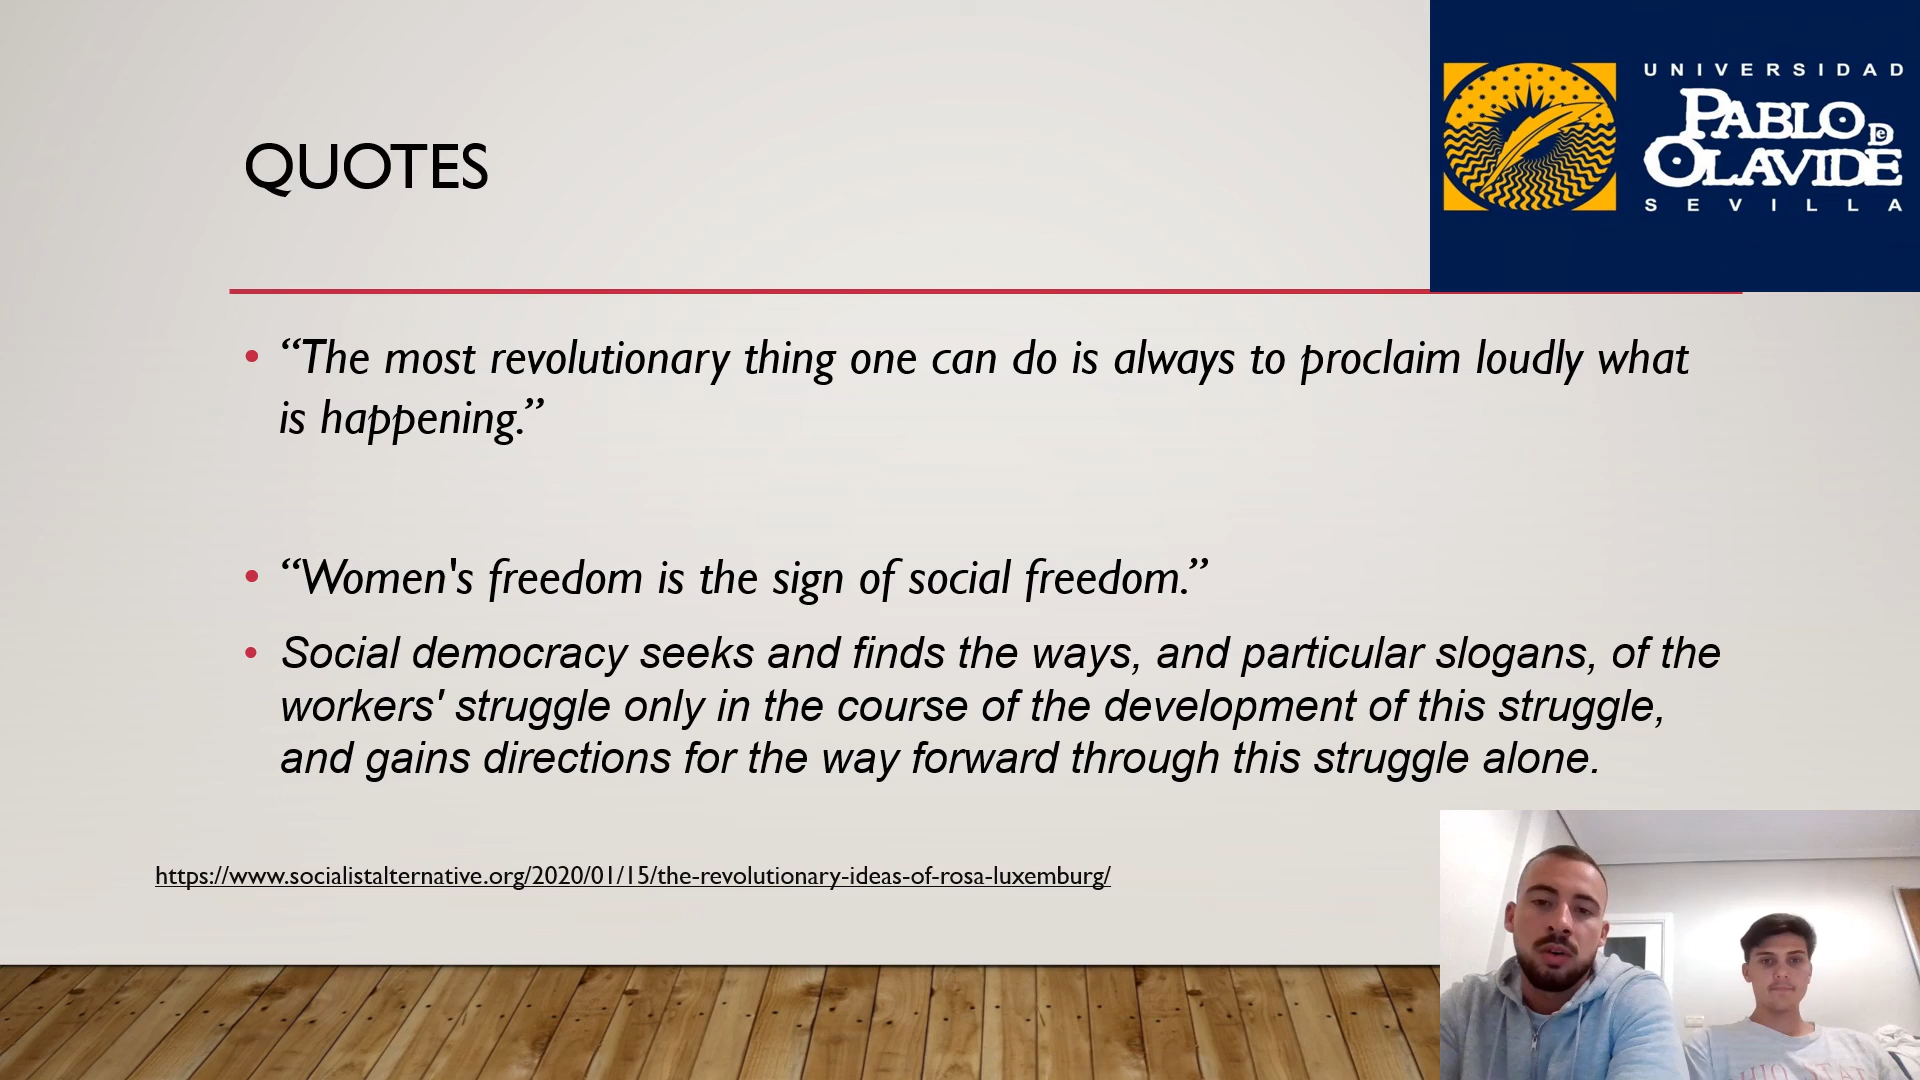 UNIVERSIDAD
PABLO DE
OLAVIDE
SEVILLA
QUOTES
• “The most revolutionary thing one can do is always to proclaim loudly what
is happening.”
• “Women's freedom is the sign of social freedom.”
• Social democracy seeks and finds the ways, and particular slogans, of the
workers' struggle only in the course of the development of this struggle,
and gains directions for the way forward through this struggle alone.
https://www.socialistalternative.org/2020/01/15/the-revolutionary-ideas-of-rosa-luxemburg/